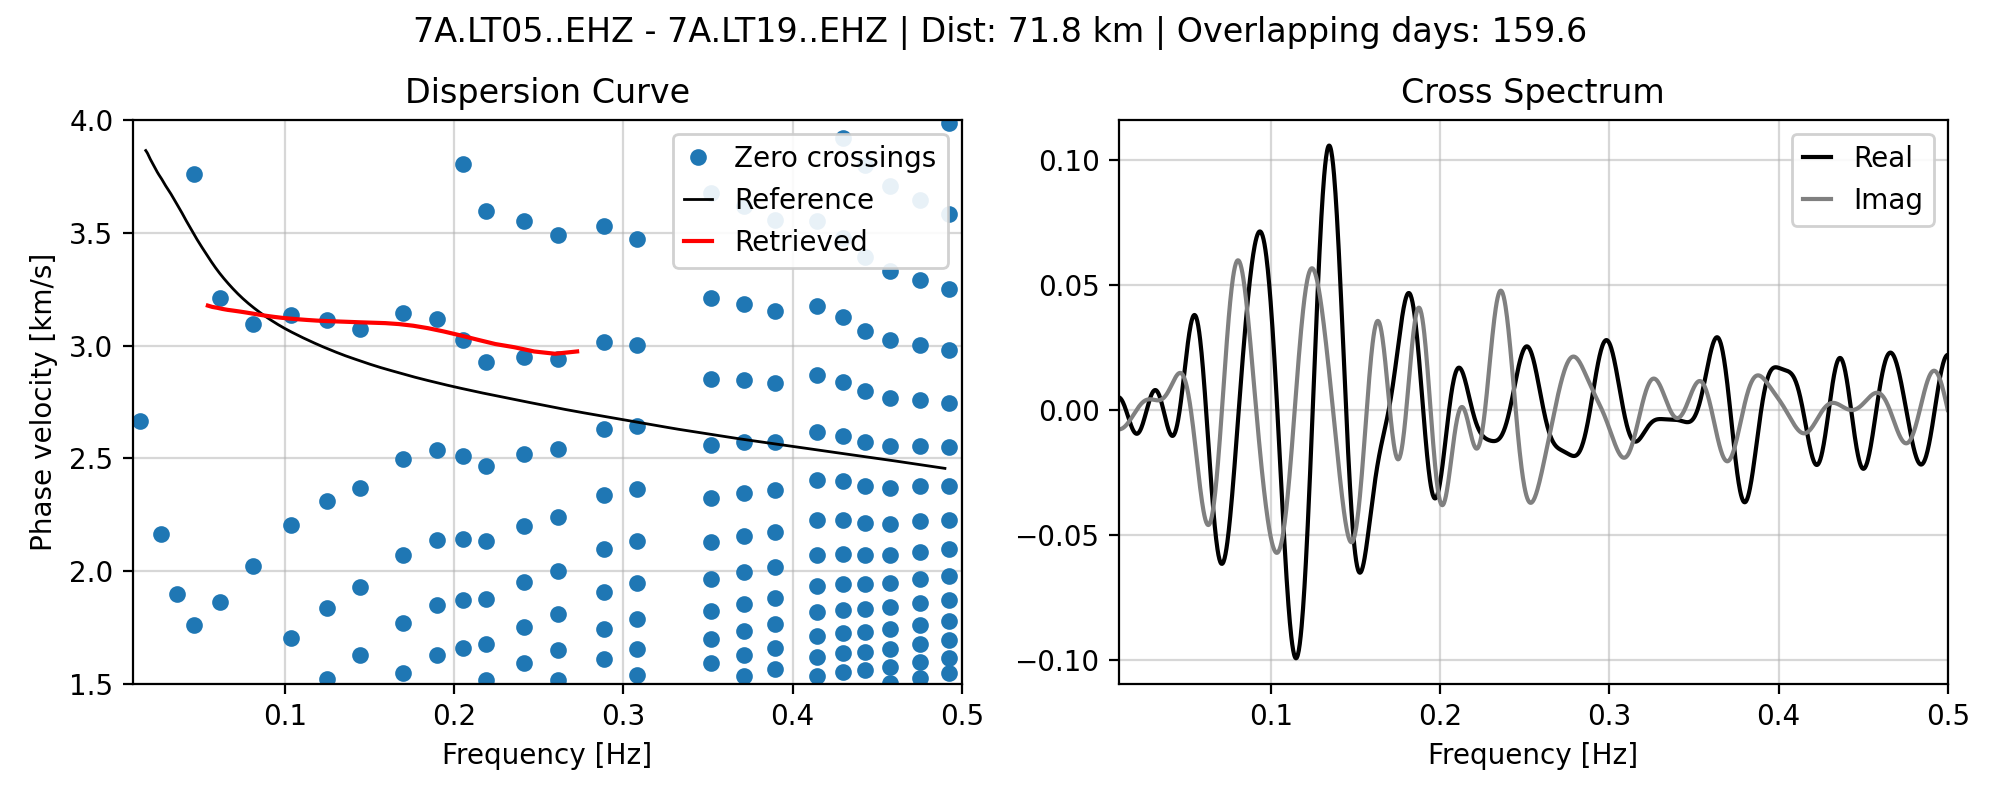 7A.LT05..EHZ - 7A.LT19..EHZ | Dist: 71.8 km | Overlapping days: 159.6
Dispersion Curve
4.0
3.5
3.0
2.5
2.0
1.5
Phase velocity [km/s]
0.1
0.2
0.3
0.4
0.5
Frequency [Hz]
Zero crossings
Reference
Retrieved
Cross Spectrum
0.10
0.05
0.00
−0.05
−0.10
0.1
0.2
0.3
0.4
0.5
Frequency [Hz]
Real
Imag